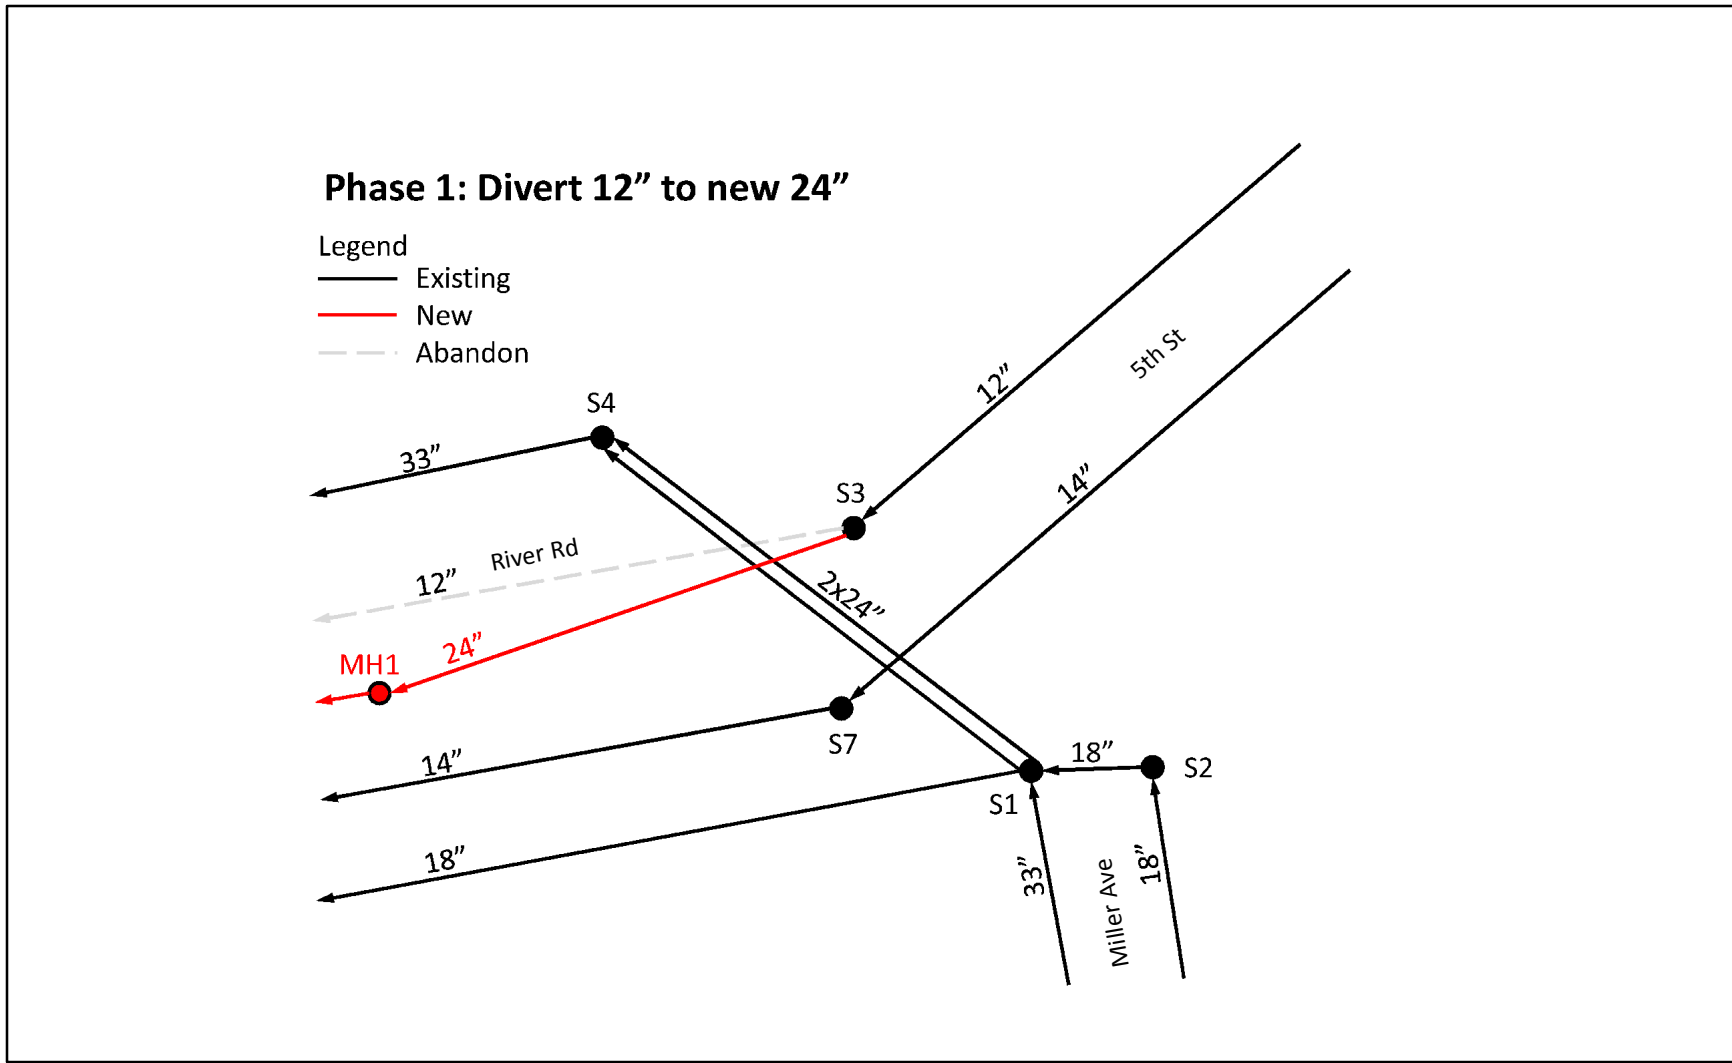 Phase 1: Divert 12” to new 24”
Legend
Existing
New
Abandon
5th St
12”
S4
33”
14”
S3
River Rd
12”
2x24”
24”
MH1
S7
14”
18”
S2
S1
18”
33”
Miller Ave
18”